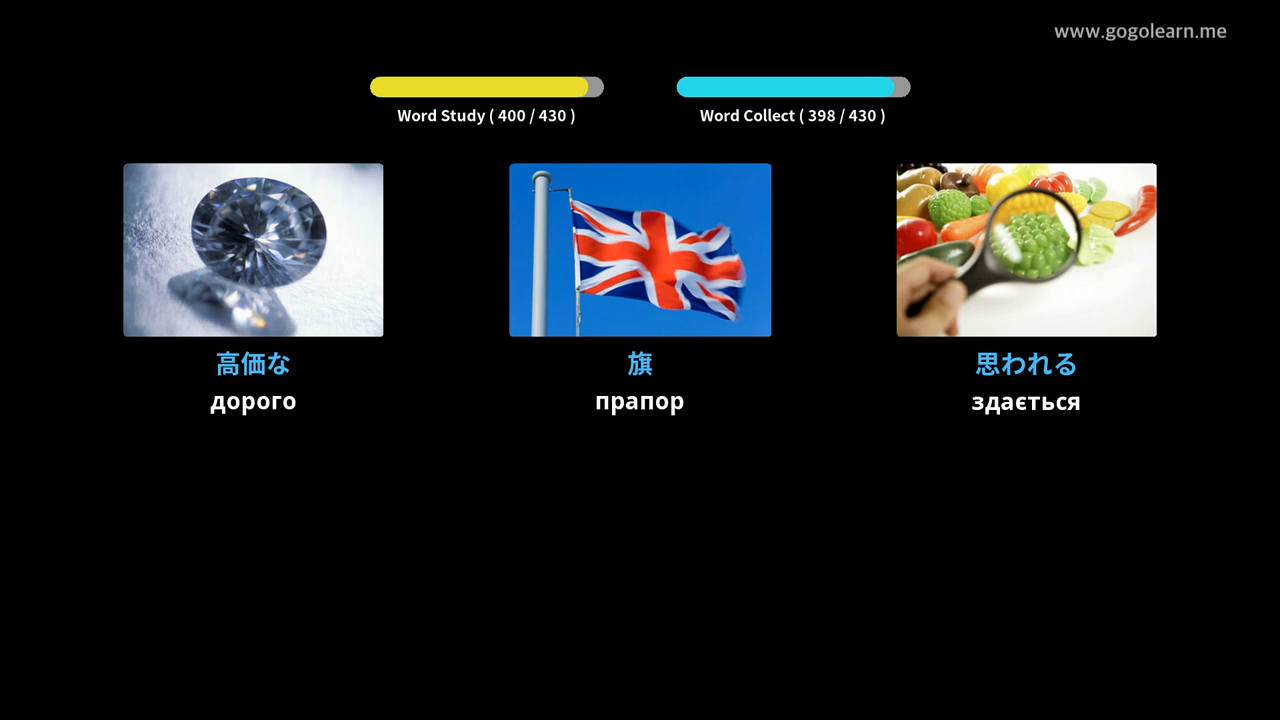 www.gogolearn.me
Word Study ( 400 / 430 )
Word Collect ( 398 / 430 )
高価な
дорого
旗
прапор
思われる
здається